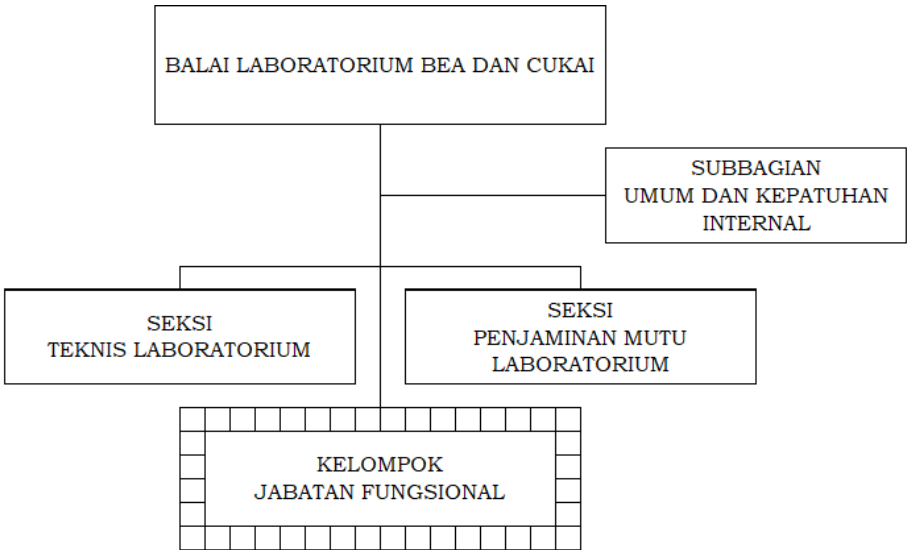 BALAI LABORATORIUM BEA DAN CUKAI
SUBBAGIAN
UMUM DAN KEPATUHAN
INTERNAL
SEKSI
TEKNIS LABORATORIUM
SEKSI
PENJAMINAN MUTU
LABORATORIUM
KELOMPOK
JABATAN FUNGSIONAL